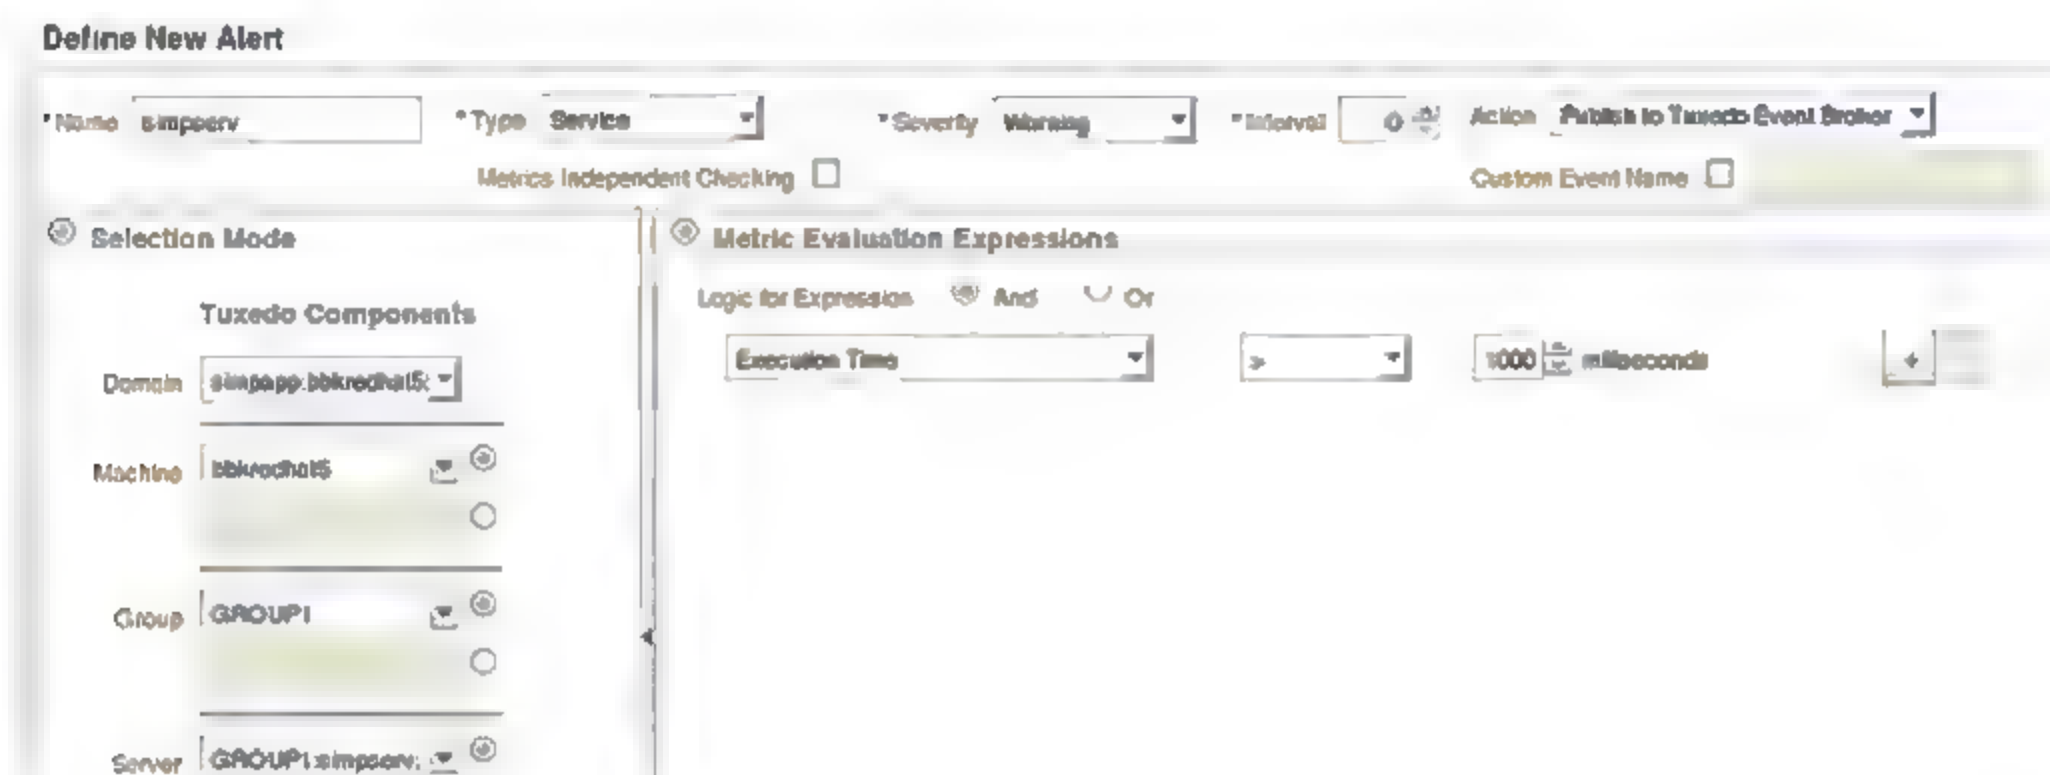 Define New Alert
* Name simpserv * Type Service * Severity Warning * Interval 0 Action Publish to Tuxedo Event Broker
Metrics Independent Checking Custom Event Name
Selection Mode
Metric Evaluation Expressions
Tuxedo Components
Logic for Expression And Or
Execution Time > 1000 milliseconds +
Domain simpapp:bbkredhat5:
Machine bbkredhat5
Group GROUP1
Server GROUP1:simpserv: